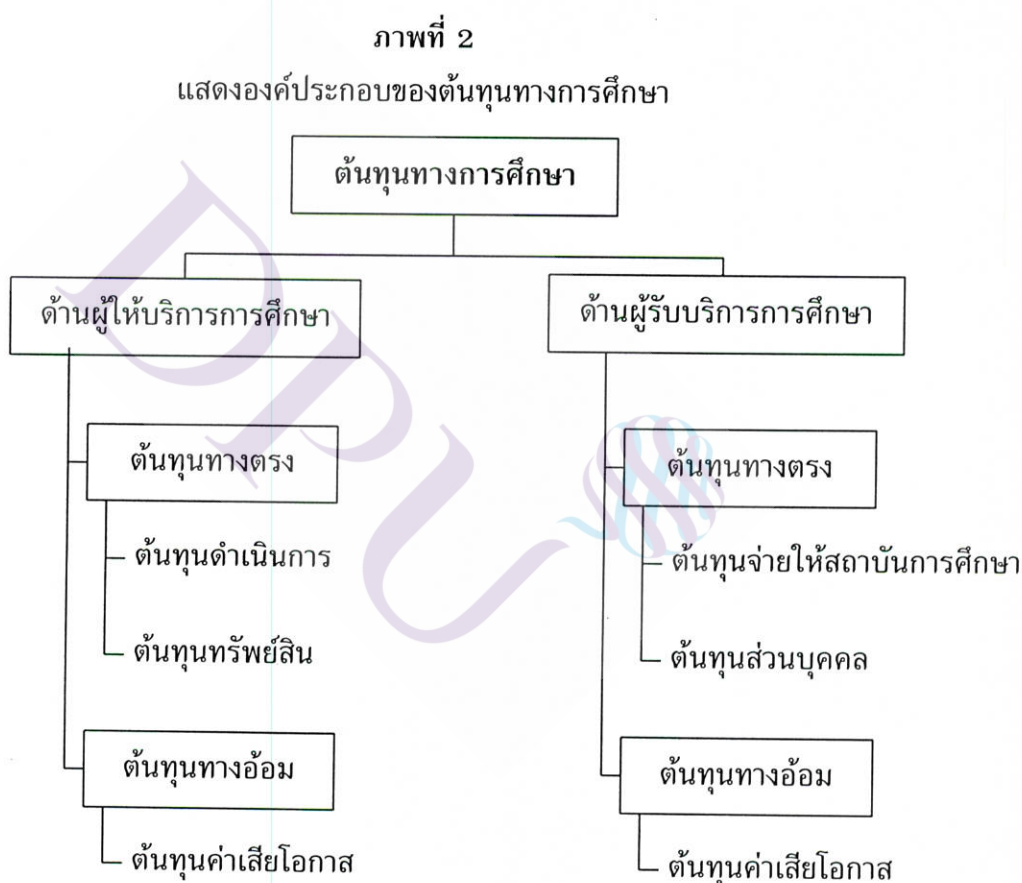 ภาพที่ 2
แสดงองค์ประกอบของต้นทุนทางการศึกษา
ต้นทุนทางการศึกษา
ด้านผู้ให้บริการการศึกษา
ด้านผู้รับบริการการศึกษา
ต้นทุนทางตรง
ต้นทุนทางตรง
ต้นทุนดำเนินการ
ต้นทุนจ่ายให้สถาบันการศึกษา
ต้นทุนทรัพย์สิน
ต้นทุนส่วนบุคคล
ต้นทุนทางอ้อม
ต้นทุนทางอ้อม
ต้นทุนค่าเสียโอกาส
ต้นทุนค่าเสียโอกาส
DPU